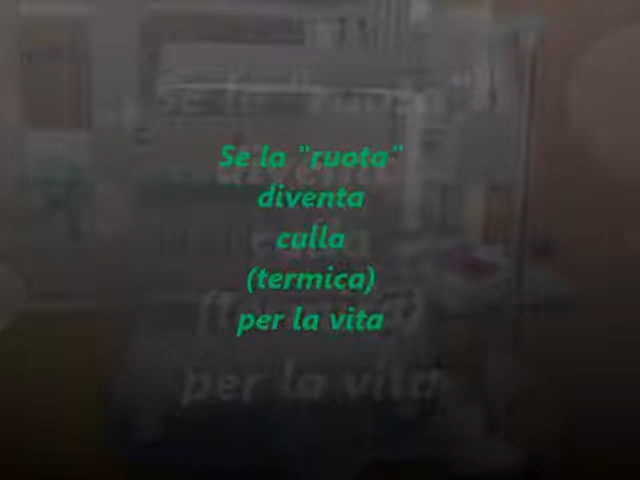 Se la "ruota"
diventa
culla
(termica)
per la vita